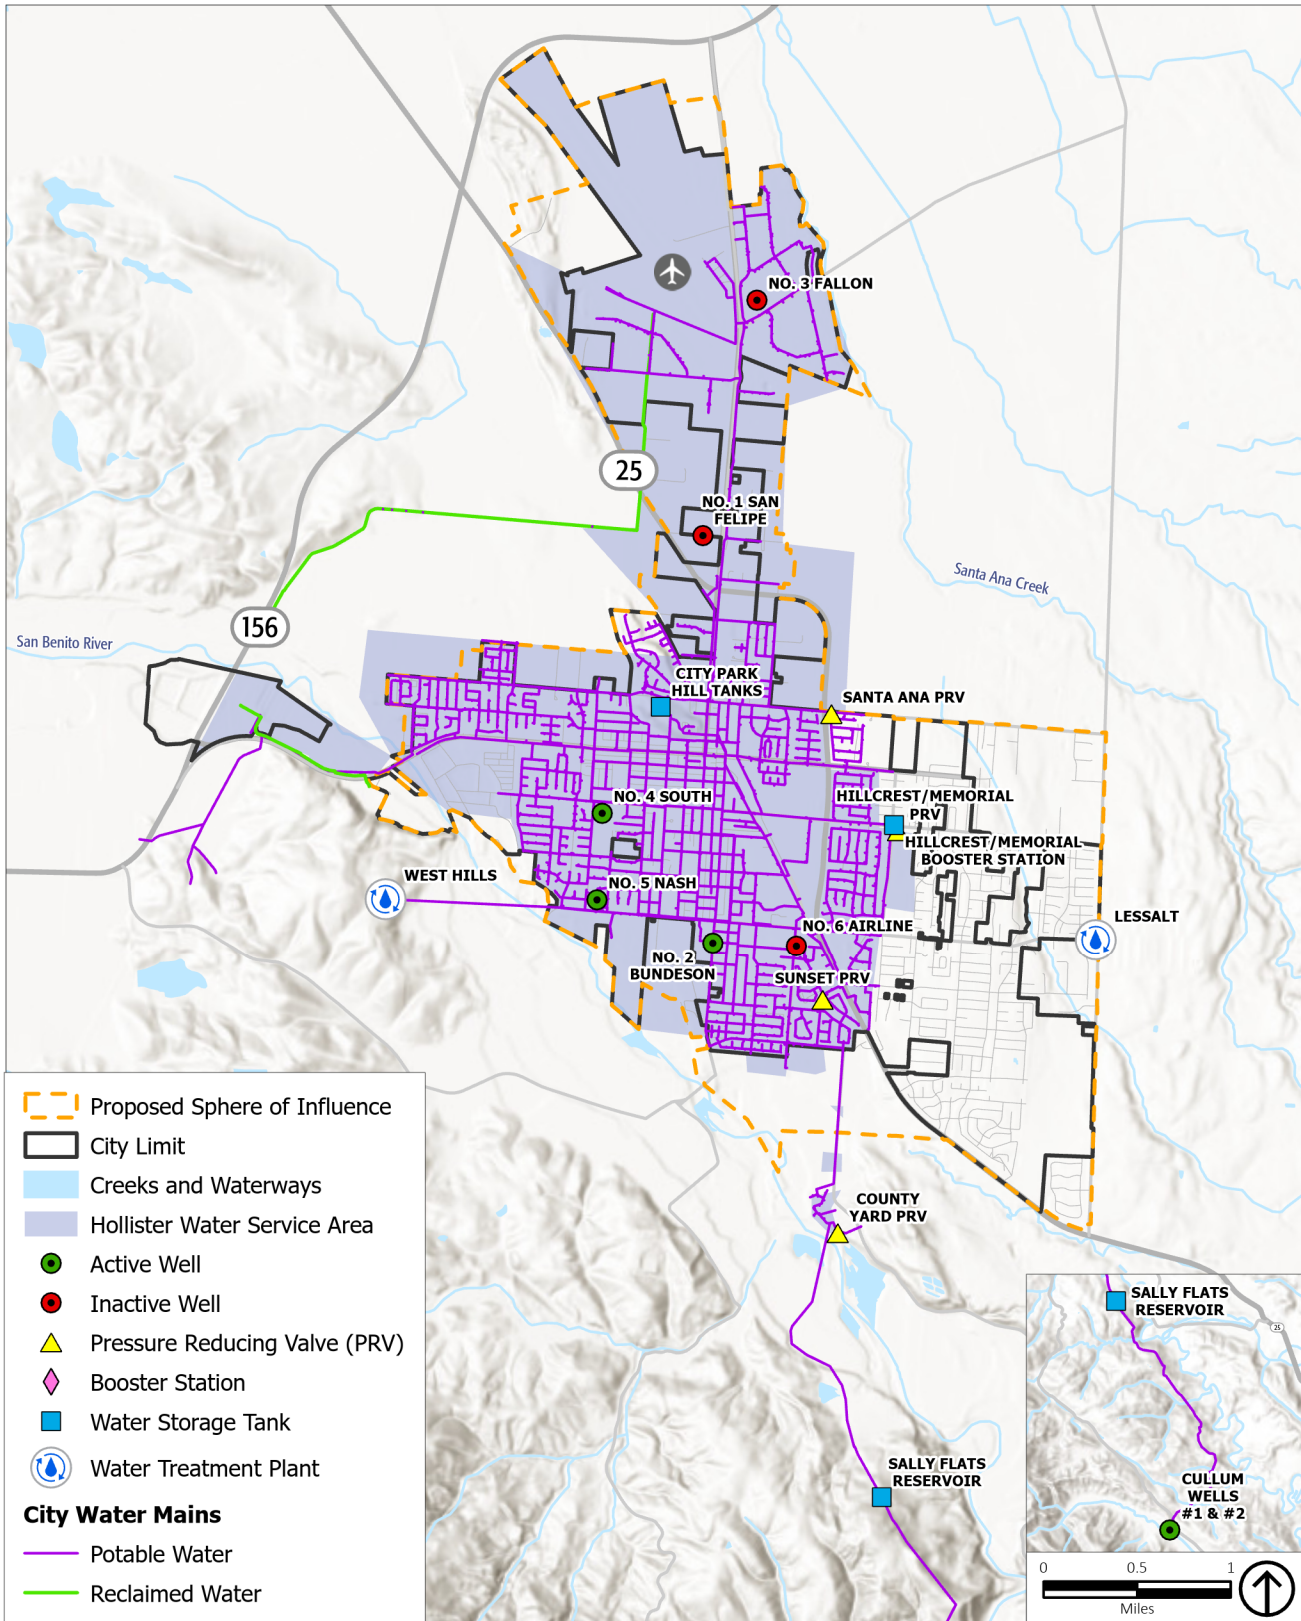 NO. 3 FALLON
25
NO. 1 SAN
FELIPE
Santa Ana Creek
156
San Benito River
CITY PARK
HILL TANKS
SANTA ANA PRV
NO. 4 SOUTH
HILLCREST/MEMORIAL
PRV
HILLCREST/MEMORIAL
BOOSTER STATION
WEST HILLS
NO. 5 NASH
LESSALT
NO. 6 AIRLINE
NO. 2
BUNDESON
SUNSET PRV
COUNTY
YARD PRV
SALLY FLATS
RESERVOIR
Proposed Sphere of Influence
City Limit
Creeks and Waterways
Hollister Water Service Area
Active Well
Inactive Well
Pressure Reducing Valve (PRV)
Booster Station
Water Storage Tank
Water Treatment Plant
City Water Mains
Potable Water
Reclaimed Water
SALLY FLATS
RESERVOIR
25
CULLUM
WELLS
#1 & #2
0 0.5 1
Miles